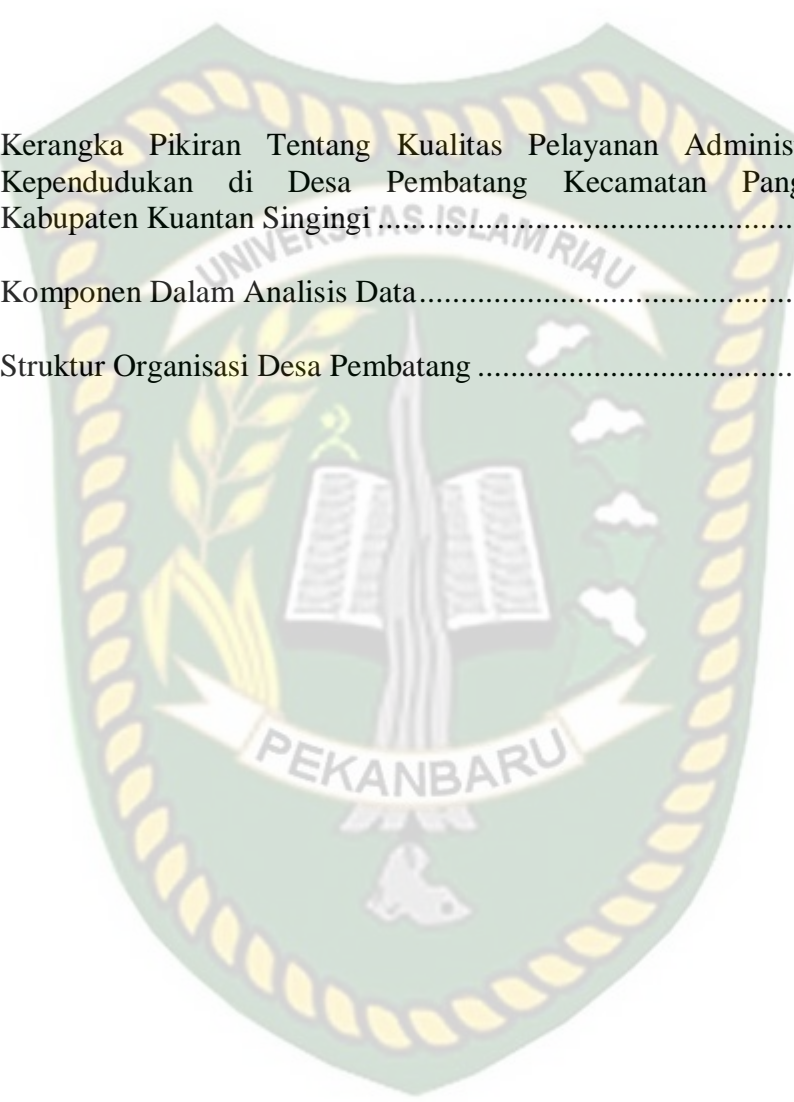 Kerangka Pikiran Tentang Kualitas Pelayanan Adminis
Kependudukan di Desa Pembatang Kecamatan Pang
Kabupaten Kuantan Singingi ..................................................
UNIVERSITAS ISLAM RIAU
Komponen Dalam Analisis Data..............................................
Struktur Organisasi Desa Pembatang .......................................
PEKANBARU